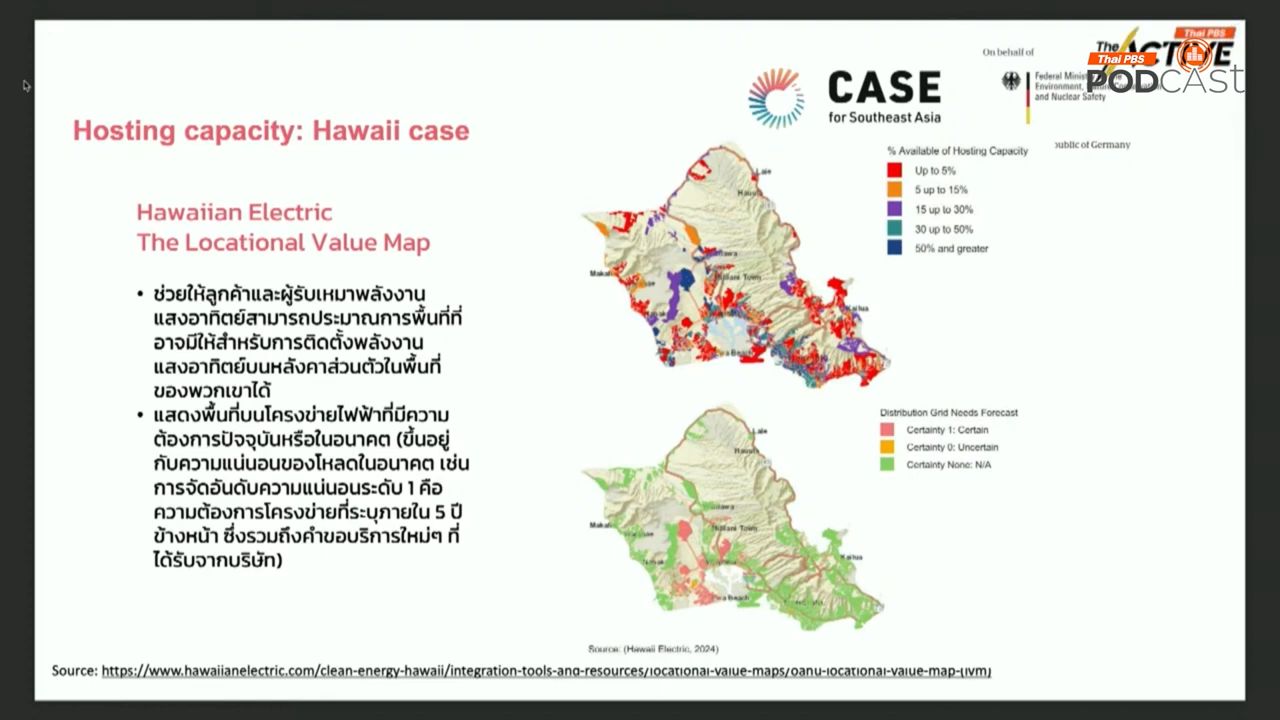 Thai PBS
The ACTIVE
Thai PBS
PODCAST
On behalf of
CASE
for Southeast Asia
Federal
Environment,
and Nuclear Safety
of Germany
Hosting capacity: Hawaii case
Hawaiian Electric
The Locational Value Map
• ช่วยให้ลูกค้าและผู้รับเหมาพลังงาน
แสงอาทิตย์สามารถประมาณการพื้นที่ที่
อาจมีให้สำหรับการติดตั้งพลังงาน
แสงอาทิตย์บนหลังคาส่วนตัวในพื้นที่
ของพวกเขาได้
• แสดงพื้นที่บนโครงข่ายไฟฟ้าที่มีความ
ต้องการปัจจุบันหรือในอนาคต (ขึ้นอยู่
กับความแน่นอนของโหลดในอนาคต เช่น
การจัดอันดับความแน่นอนระดับ 1 คือ
ความต้องการโครงข่ายที่ระบุภายใน 5 ปี
ข้างหน้า ซึ่งรวมถึงคำขอบริการใหม่ๆ ที่
ได้รับจากบริษัท)
% Available of Hosting Capacity
Up to 5%
5 up to 15%
15 up to 30%
30 up to 50%
50% and greater
Laie
Kailua
Beach
Distribution Grid Needs Forecast
Certainty 1: Certain
Certainty 0: Uncertain
Certainty None: N/A
Laie
Kailua
Beach
Source: (Hawaii Electric, 2024)
Source: https://www.hawaiianelectric.com/clean-energy-hawaii/integration-tools-and-resources/locational-value-maps/oahu-locational-value-map-(lvm)